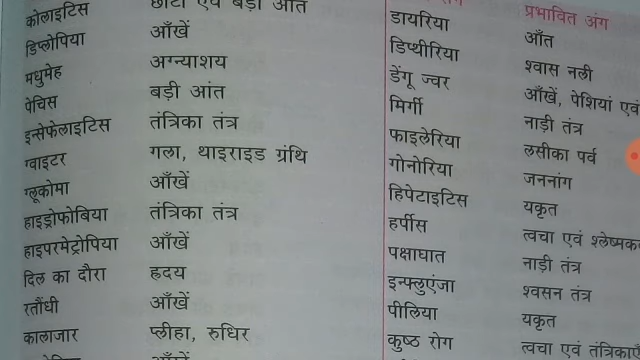 कोलाइटिस छोटी एवं बड़ी आंत
डिप्लोपिया आँखें
मधुमेह अग्न्याशय
पेचिस बड़ी आंत
इन्सेफेलाइटिस तंत्रिका तंत्र
ग्वाइटर गला, थाइराइड ग्रंथि
ग्लूकोमा आँखें
हाइड्रोफोबिया तंत्रिका तंत्र
हाइपरमेट्रोपिया आँखें
दिल का दौरा हृदय
रतौंधी आँखें
कालाजार प्लीहा, रुधिर
आँखें
प्रभावित अंग
डायरिया आँत
डिप्थीरिया श्वास नली
डेंगू ज्वर आँखें, पेशियां एवं
मिर्गी नाड़ी तंत्र
फाइलेरिया लसीका पर्व
गोनोरिया जननांग
हिपेटाइटिस यकृत
हर्पीस त्वचा एवं
पक्षाघात नाड़ी तंत्र
इन्फ्लुएंजा श्वसन तंत्र
पीलिया यकृत
कुष्ठ रोग त्वचा एवं